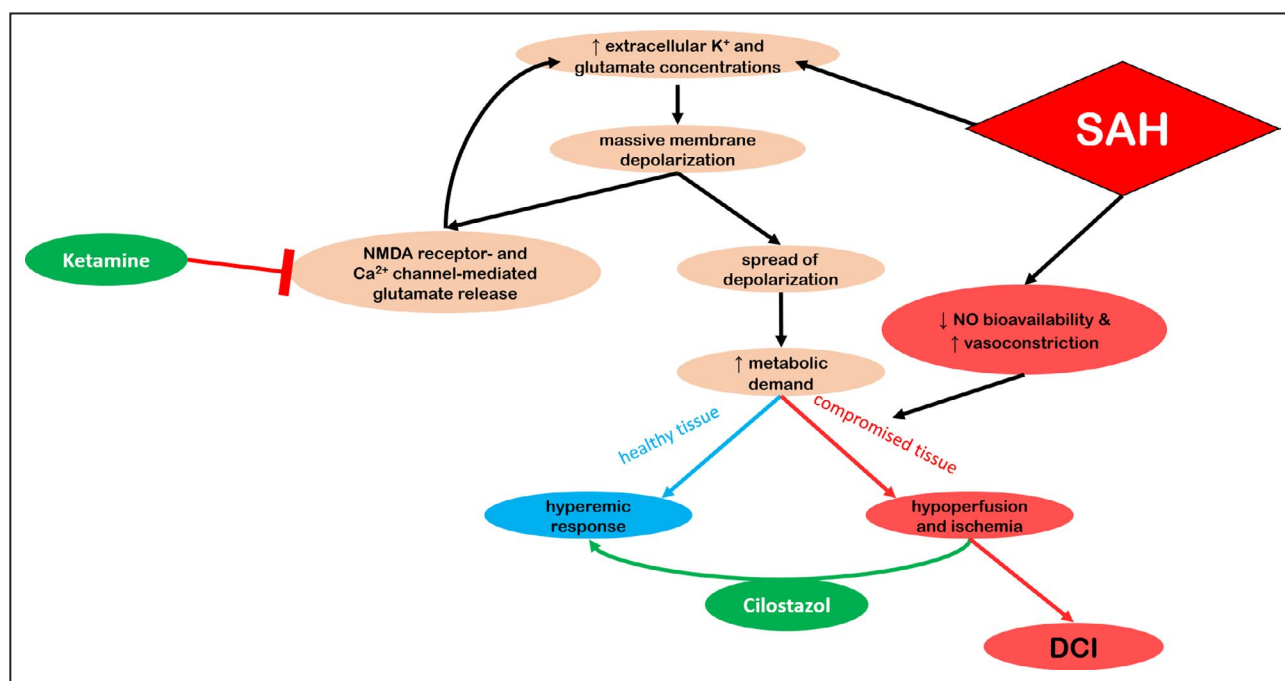 ↑ extracellular K⁺ and
glutamate concentrations
SAH
massive membrane
depolarization
Ketamine
NMDA receptor- and
Ca²⁺ channel-mediated
glutamate release
spread of
depolarization
↓ NO bioavailability &
↑ vasoconstriction
↑ metabolic
demand
healthy tissue
compromised tissue
hyperemic
response
hypoperfusion
and ischemia
Cilostazol
DCI